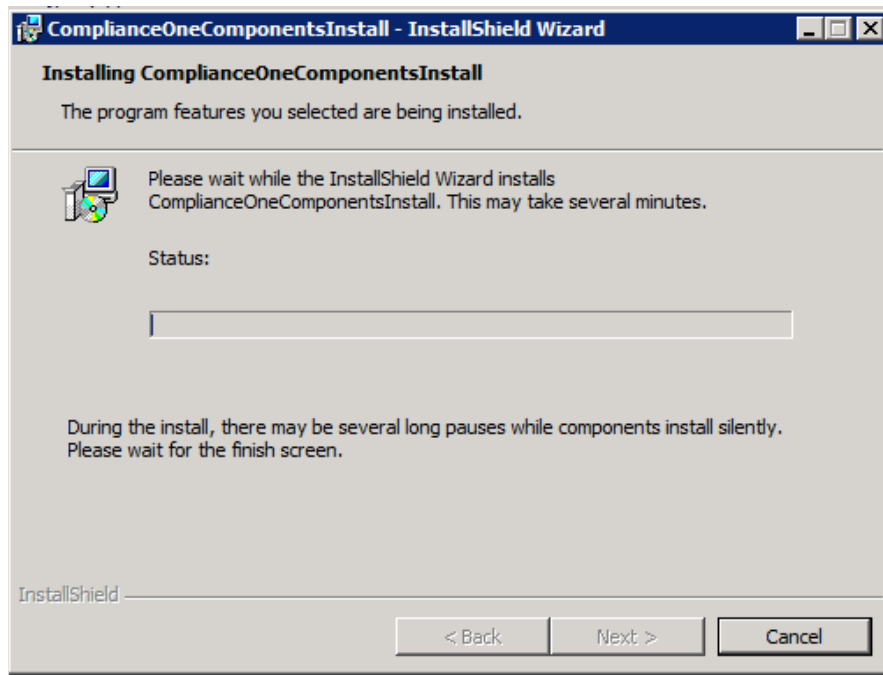 ComplianceOneComponentsInstall - InstallShield Wizard
Installing ComplianceOneComponentsInstall
The program features you selected are being installed.
Please wait while the InstallShield Wizard installs
ComplianceOneComponentsInstall. This may take several minutes.
Status:
During the install, there may be several long pauses while components install silently.
Please wait for the finish screen.
InstallShield
< Back
Next >
Cancel